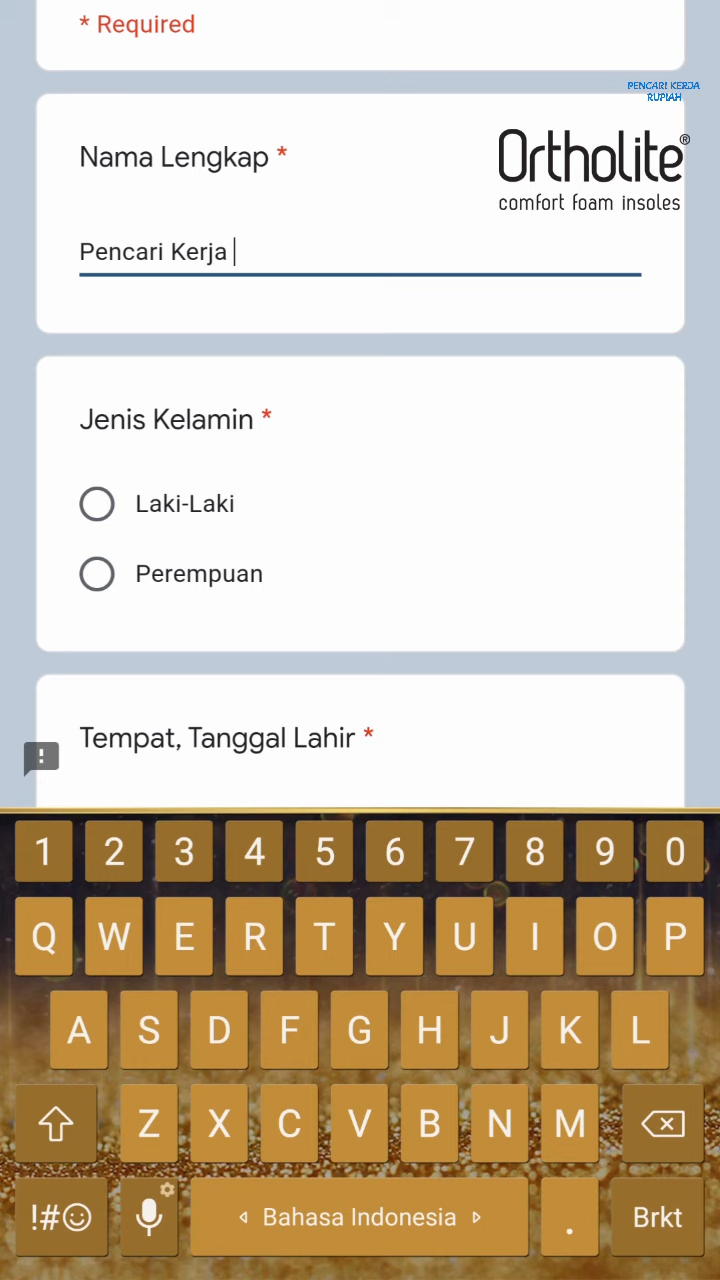 * Required
PENCARI KERJA
RUPIAH
Nama Lengkap *
Ortholite®
comfort foam insoles
Pencari Kerja
Jenis Kelamin *
Laki-Laki
Perempuan
Tempat, Tanggal Lahir *
!
1 2 3 4 5 6 7 8 9 0
Q W E R T Y U I O P
A S D F G H J K L
Z X C V B N M
!#☺ Bahasa Indonesia . Brkt